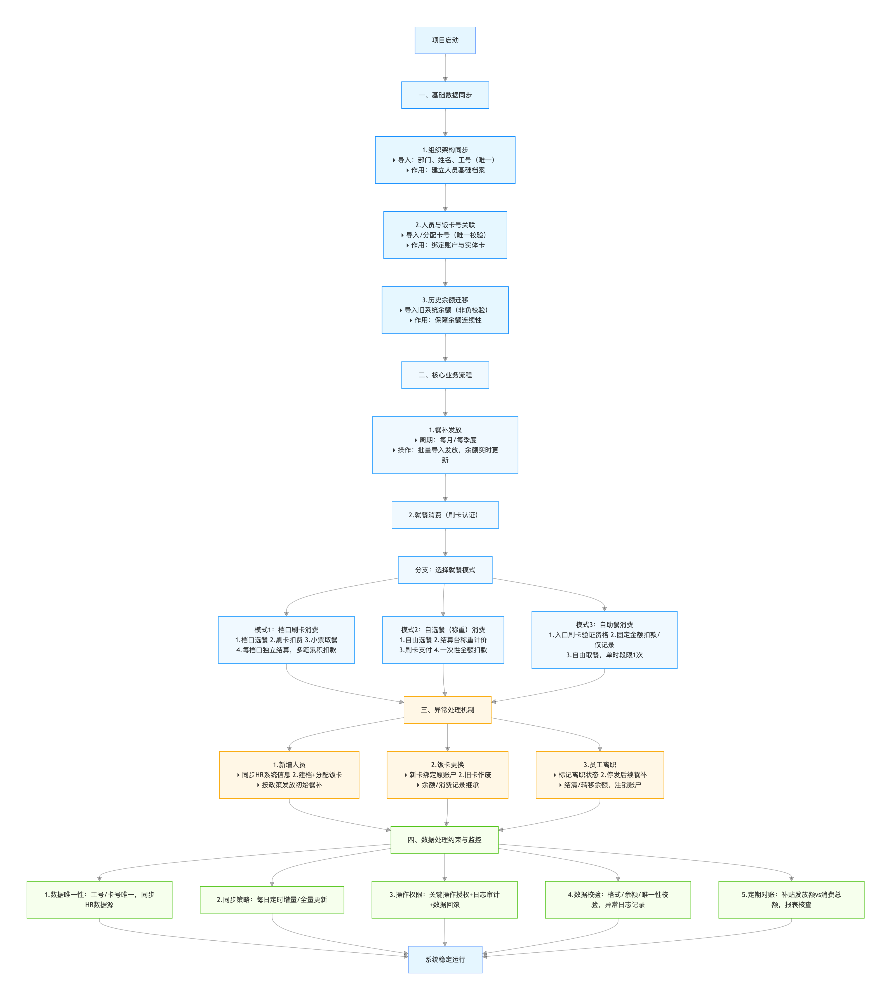 项目启动
一、基础数据同步
1.组织架构同步
‣ 导入：部门、姓名、工号（唯一）
‣ 作用：建立人员基础档案
2.人员与饭卡号关联
‣ 导入/分配卡号（唯一校验）
‣ 作用：绑定账户与实体卡
3.历史余额迁移
‣ 导入旧系统余额（非负校验）
‣ 作用：保障余额连续性
二、核心业务流程
1.餐补发放
‣ 周期：每月/每季度
‣ 操作：批量导入发放，余额实时更
新
2.就餐消费（刷卡认证）
分支：选择就餐模式
模式1：档口刷卡消费
1.档口选餐 2.刷卡扣费 3.小票取餐
4.每档口独立结算，多笔累积扣款
模式2：自选餐（称重）消费
1.自由选餐 2.结算台称重计价
3.刷卡支付 4.一次性全额扣款
模式3：自助餐消费
1.入口刷卡验证资格 2.固定金额扣款/
仅记录
3.自由取餐，单时段限1次
三、异常处理机制
1.新增人员
‣ 同步HR系统信息 2.建档+分配饭卡
‣ 按政策发放初始餐补
2.饭卡更换
‣ 新卡绑定原账户 2.旧卡作废
‣ 余额/消费记录继承
3.员工离职
‣ 标记离职状态 2.停发后续餐补
‣ 结清/转移余额，注销账户
四、数据处理约束与监控
1.数据唯一性：工号/卡号唯一，同步
HR数据源
2.同步策略：每日定时增量/全量更新
3.操作权限：关键操作授权+日志审计
+数据回滚
4.数据校验：格式/余额/唯一性校
验，异常日志记录
5.定期对账：补贴发放额vs消费总
额，报表核查
系统稳定运行